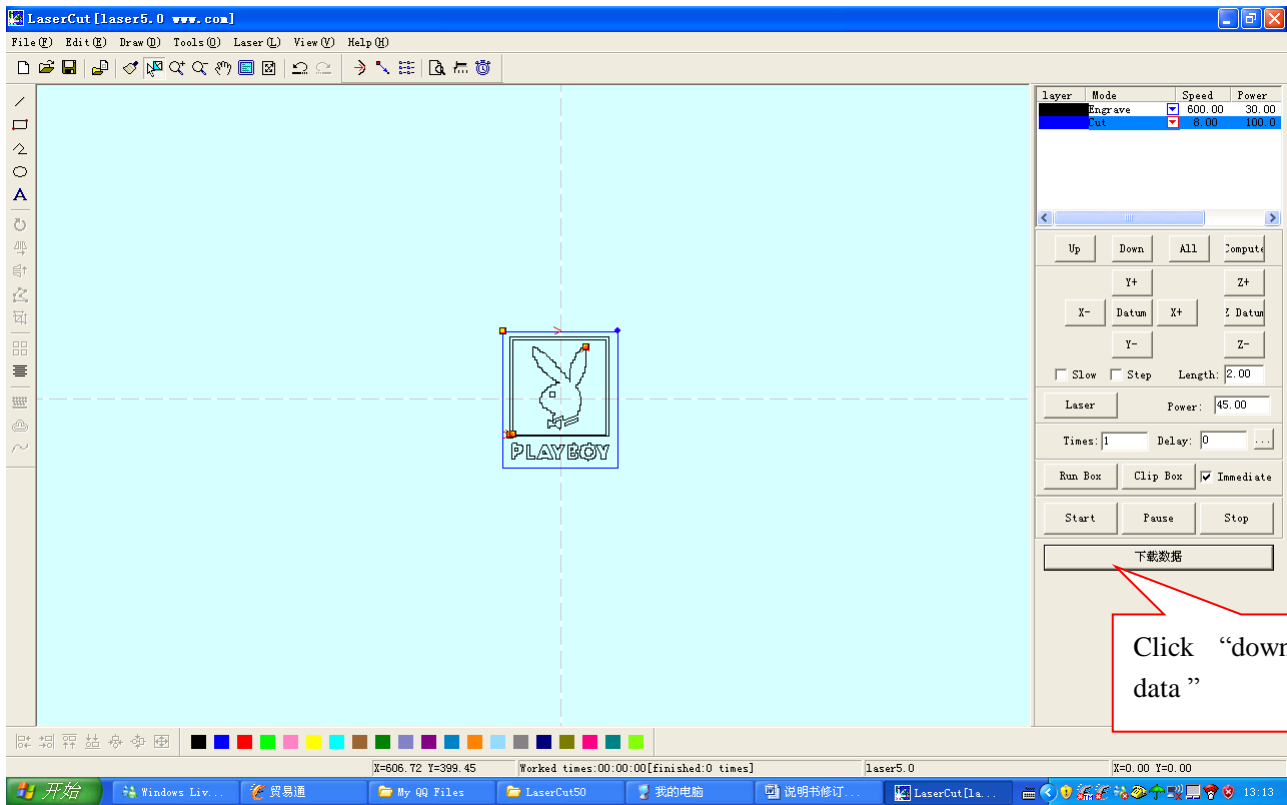 LaserCut[laser5.0 www.com]
File(F) Edit(E) Draw(D) Tools(O) Laser(L) View(V) Help(H)
layer Mode Speed Power
Engrave 600.00 30.00
Cut 8.00 100.0
A
Up Down All Compute
Y+ Z+
X- Datum X+ Z Datum
Y- Z-
Slow Step Length: 2.00
Laser Power: 45.00
Times: 1 Delay: 0 ...
Run Box Clip Box Immediate
Start Pause Stop
下载数据
PLAYBOY
Click “down
data ”
X=606.72 Y=399.45 Worked times:00:00:00[finished:0 times] laser5.0 X=0.00 Y=0.00
开始 Windows Liv... 贸易通 My QQ Files LaserCut50 我的电脑 说明书修订... LaserCut[la... 13:13